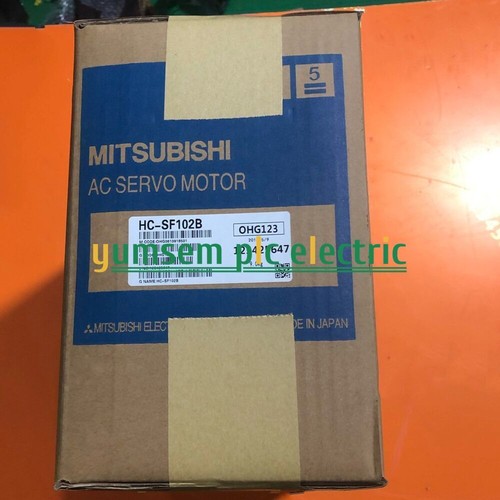 5
MITSUBISHI
AC SERVO MOTOR
HC-SF102B
OHG123
yumsem plc electric
MITSUBISHI ELEC
DE IN JAPAN